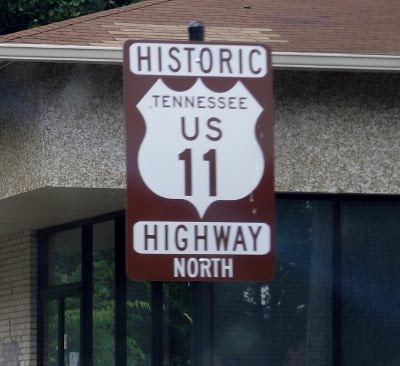 HISTORIC
TENNESSEE
US
11
HIGHWAY
NORTH